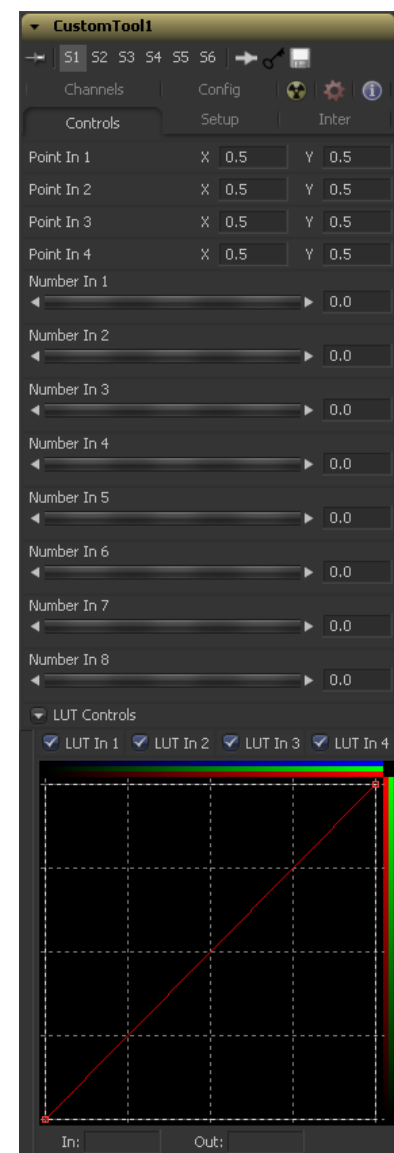 CustomTool1
S1 S2 S3 S4 S5 S6
Channels Config
Controls Setup Inter
Point In 1 X 0.5 Y 0.5
Point In 2 X 0.5 Y 0.5
Point In 3 X 0.5 Y 0.5
Point In 4 X 0.5 Y 0.5
Number In 1
0.0
Number In 2
0.0
Number In 3
0.0
Number In 4
0.0
Number In 5
0.0
Number In 6
0.0
Number In 7
0.0
Number In 8
0.0
LUT Controls
LUT In 1 LUT In 2 LUT In 3 LUT In 4
In: Out: